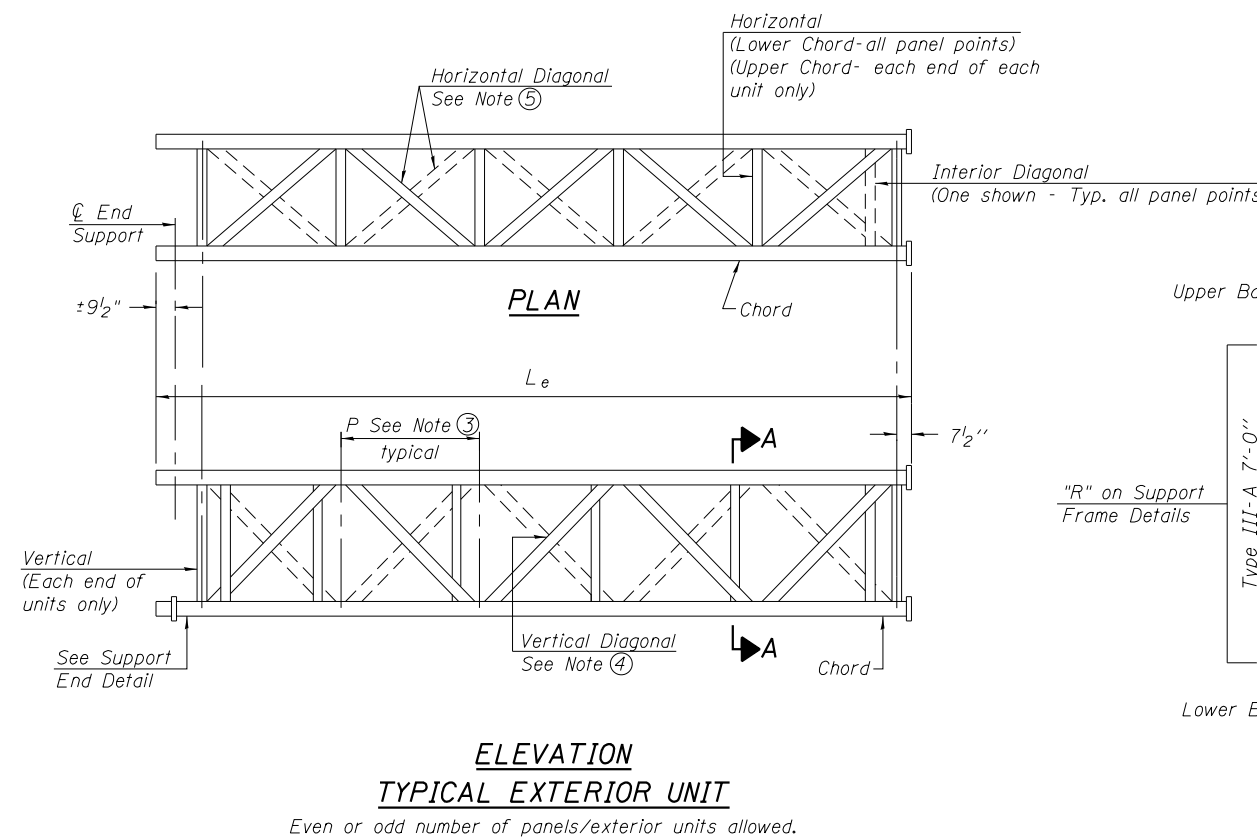 Horizontal
(Lower Chord-all panel points)
(Upper Chord- each end of each
unit only)
Horizontal Diagonal
See Note ⑤
Interior Diagonal
(One shown - Typ. all panel points
℄ End
Support
±9½"
PLAN
Chord
Upper
Le
P See Note ③
typical
A
7½''
"R" on Support
Frame Details
Type III-A 7'-0''
Vertical
(Each end of
units only)
Vertical Diagonal
See Note ④
A
See Support
End Detail
Chord
Lower
ELEVATION
TYPICAL EXTERIOR UNIT
Even or odd number of panels/exterior units allowed.